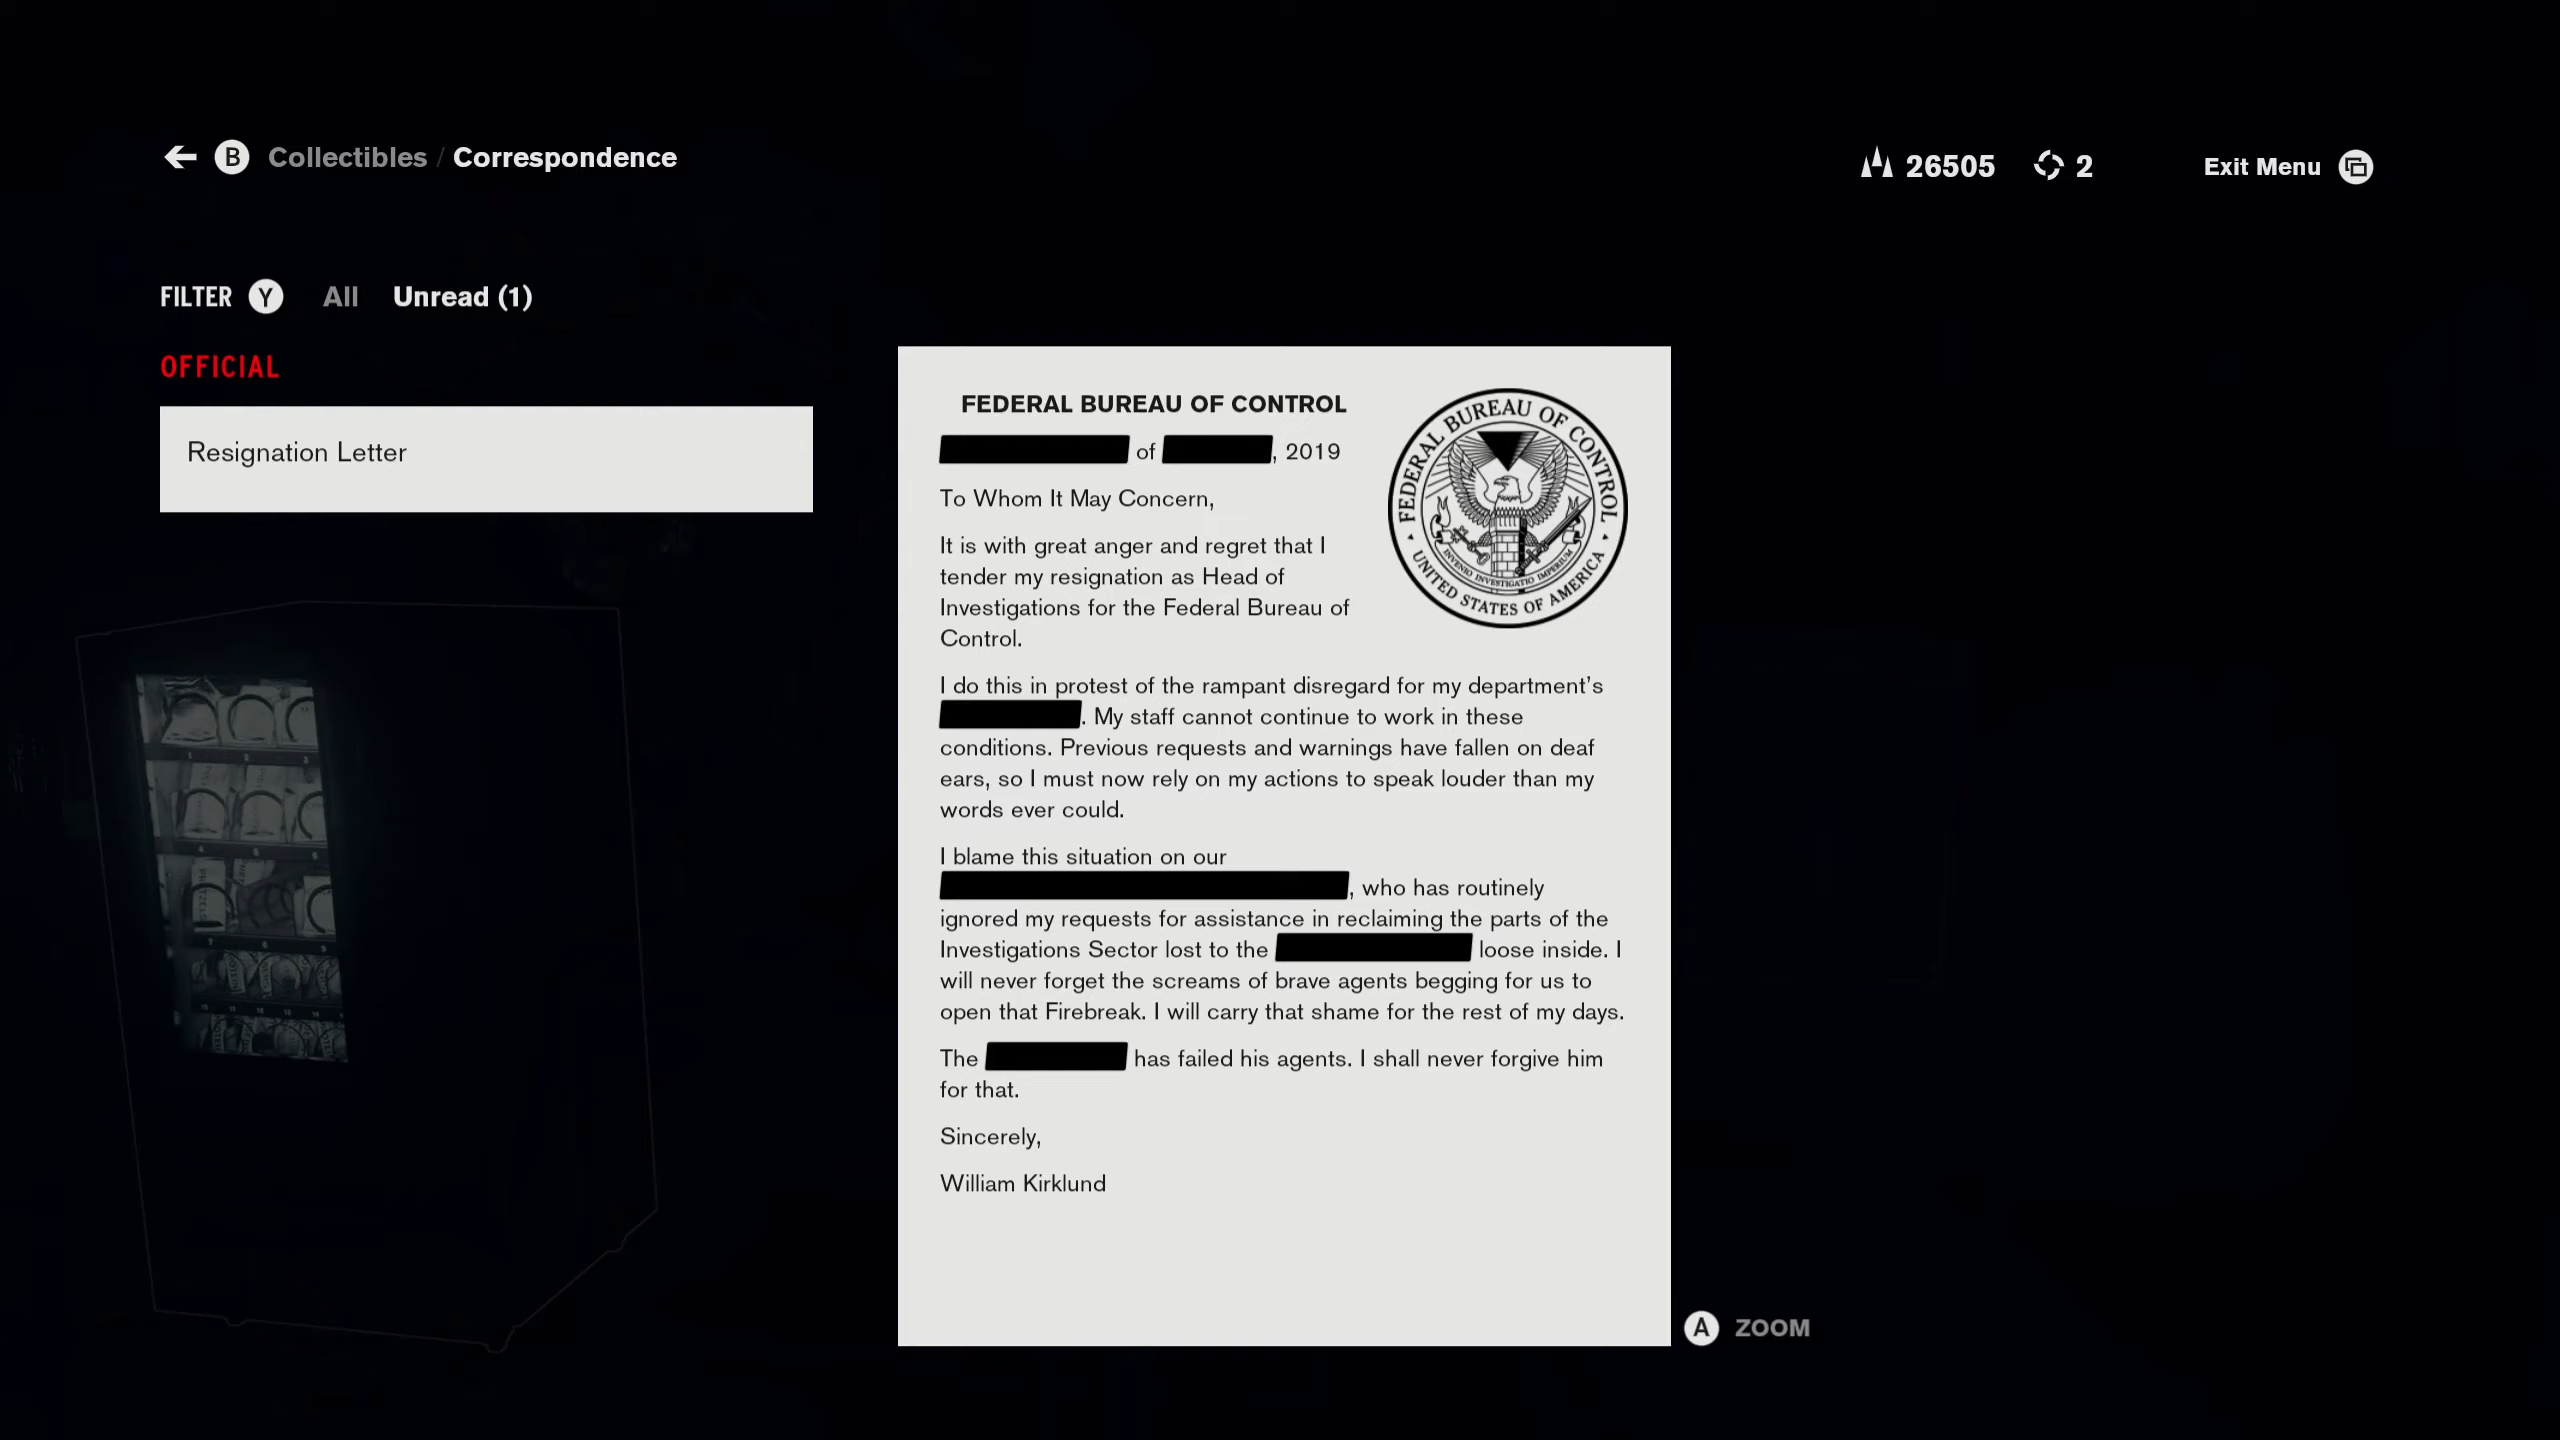 B Collectibles / Correspondence
26505 2 Exit Menu
FILTER Y All Unread (1)
OFFICIAL
Resignation Letter
FEDERAL BUREAU OF CONTROL
of , 2019
To Whom It May Concern,
It is with great anger and regret that I
tender my resignation as Head of
Investigations for the Federal Bureau of
Control.
FEDERAL BUREAU OF CONTROL
UNITED STATES OF AMERICA
INVENIO INVESTIGATIO IMPERIUM
I do this in protest of the rampant disregard for my department’s
. My staff cannot continue to work in these
conditions. Previous requests and warnings have fallen on deaf
ears, so I must now rely on my actions to speak louder than my
words ever could.
I blame this situation on our
, who has routinely
ignored my requests for assistance in reclaiming the parts of the
Investigations Sector lost to the loose inside. I
will never forget the screams of brave agents begging for us to
open that Firebreak. I will carry that shame for the rest of my days.
The has failed his agents. I shall never forgive him
for that.
Sincerely,
William Kirklund
A ZOOM